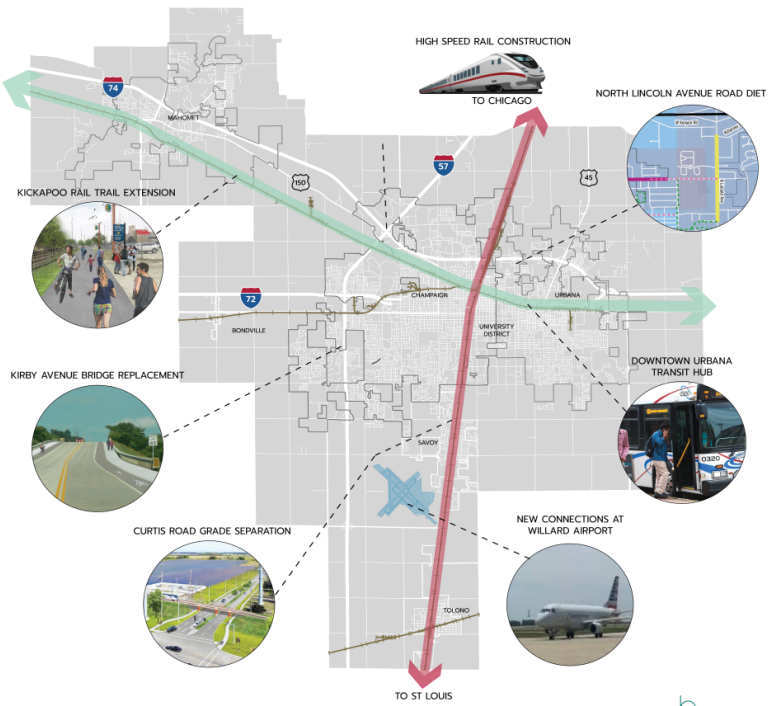 HIGH SPEED RAIL CONSTRUCTION
TO CHICAGO
NORTH LINCOLN AVENUE ROAD DIET
74
MAHOMET
57
150
45
KICKAPOO RAIL TRAIL EXTENSION
72
CHAMPAIGN
URBANA
BONDVILLE
UNIVERSITY
DISTRICT
KIRBY AVENUE BRIDGE REPLACEMENT
DOWNTOWN URBANA
TRANSIT HUB
0320
0320
SAVOY
CURTIS ROAD GRADE SEPARATION
NEW CONNECTIONS AT
WILLARD AIRPORT
TOLONO
TO ST LOUIS